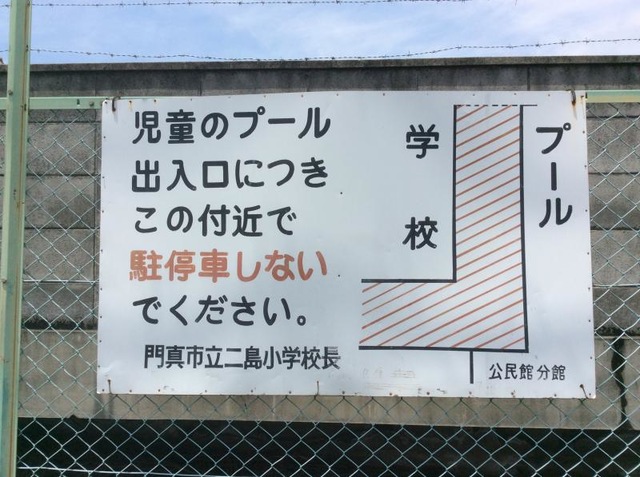 児童のプール
出入口につき
この付近で
駐停車しない
でください。
門真市立二島小学校長
学校
プール
公民館分館